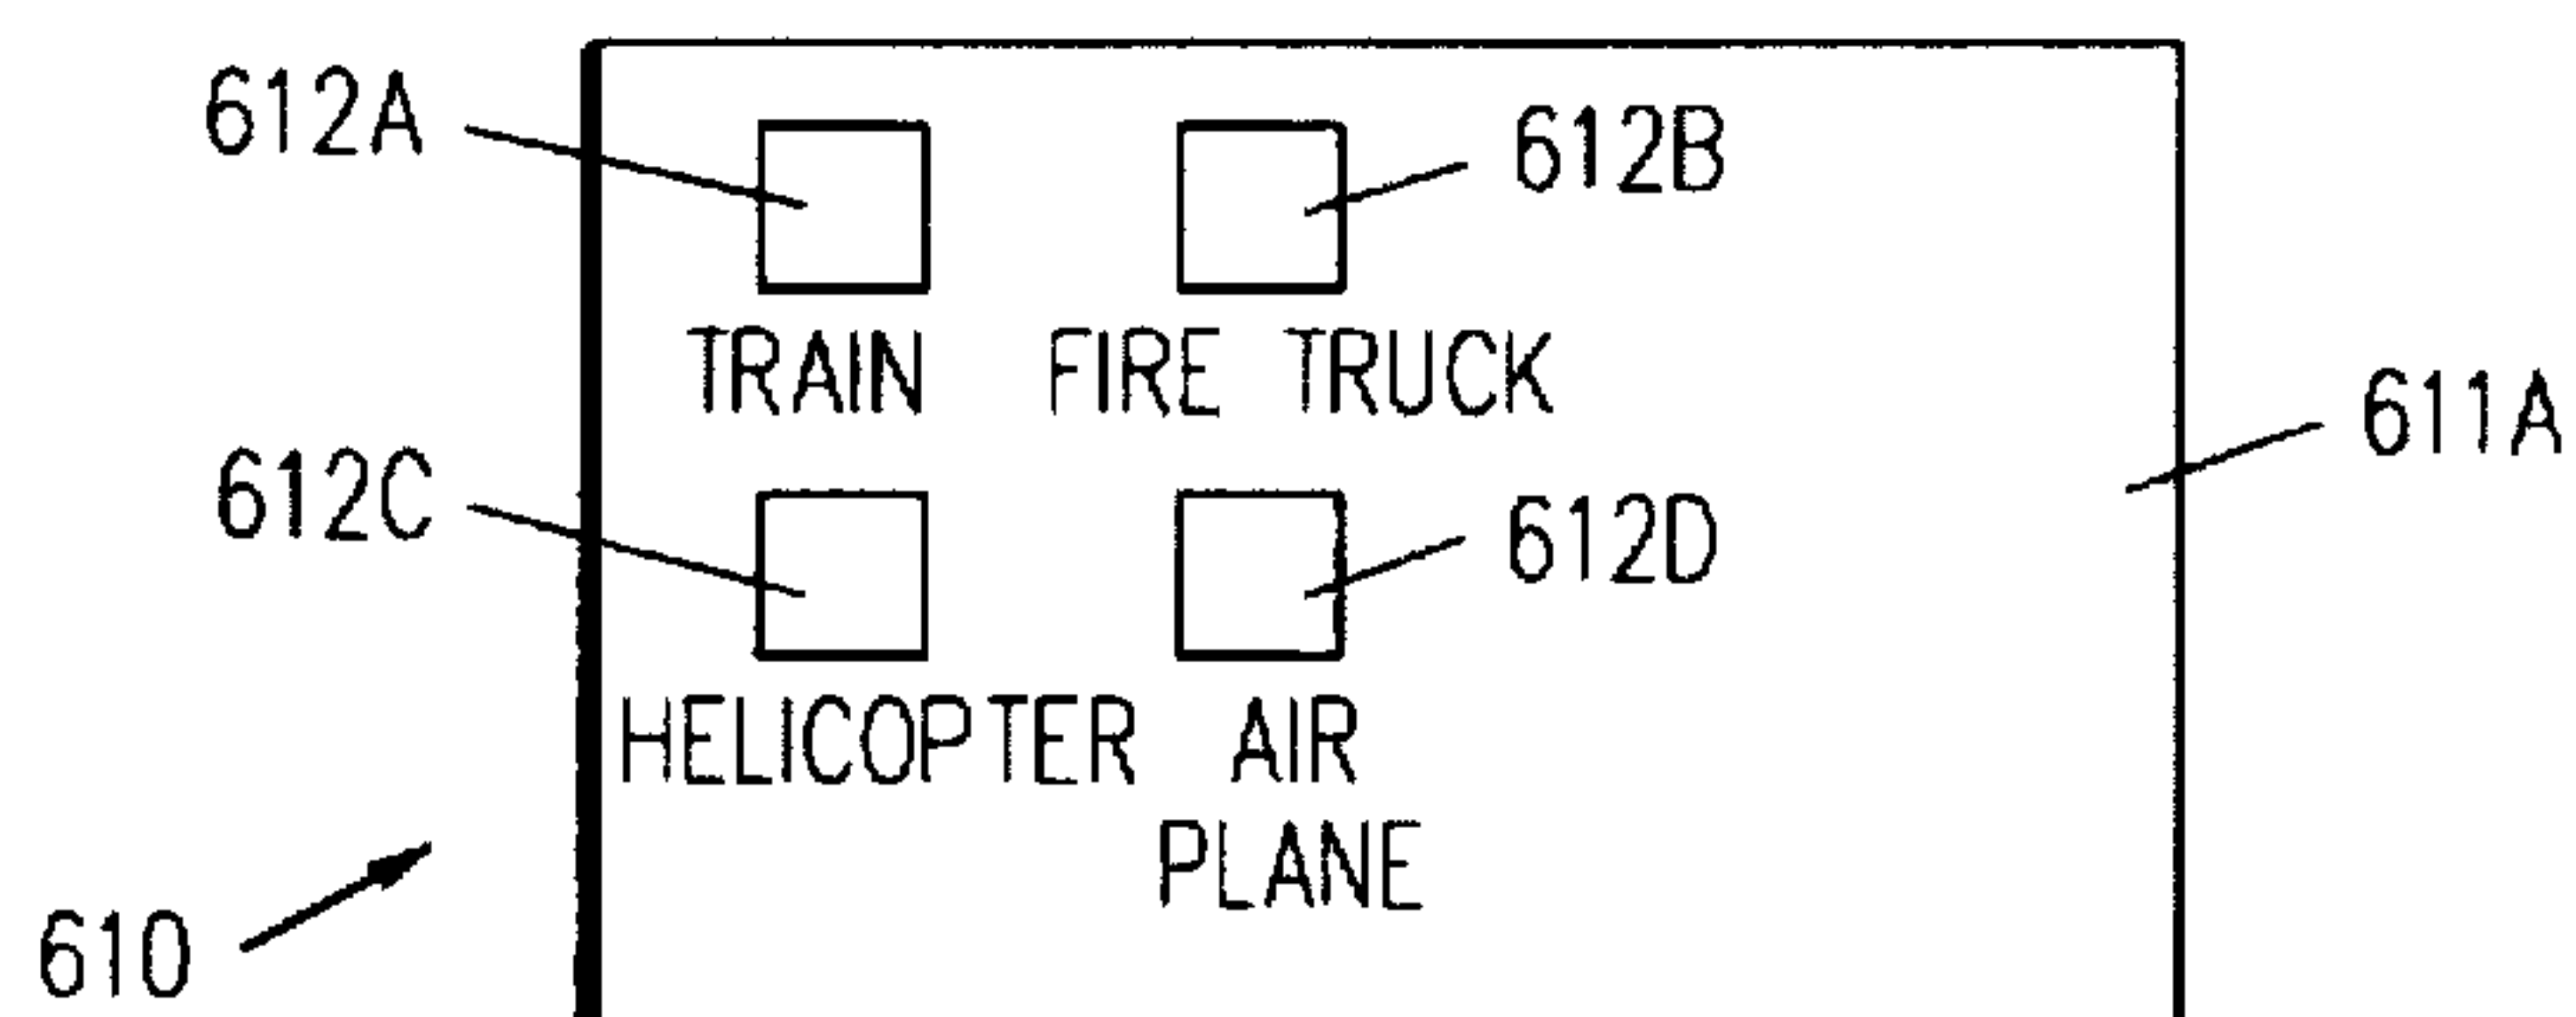 612A
612B
TRAIN FIRE TRUCK
611A
612C
612D
HELICOPTER AIR
PLANE
610